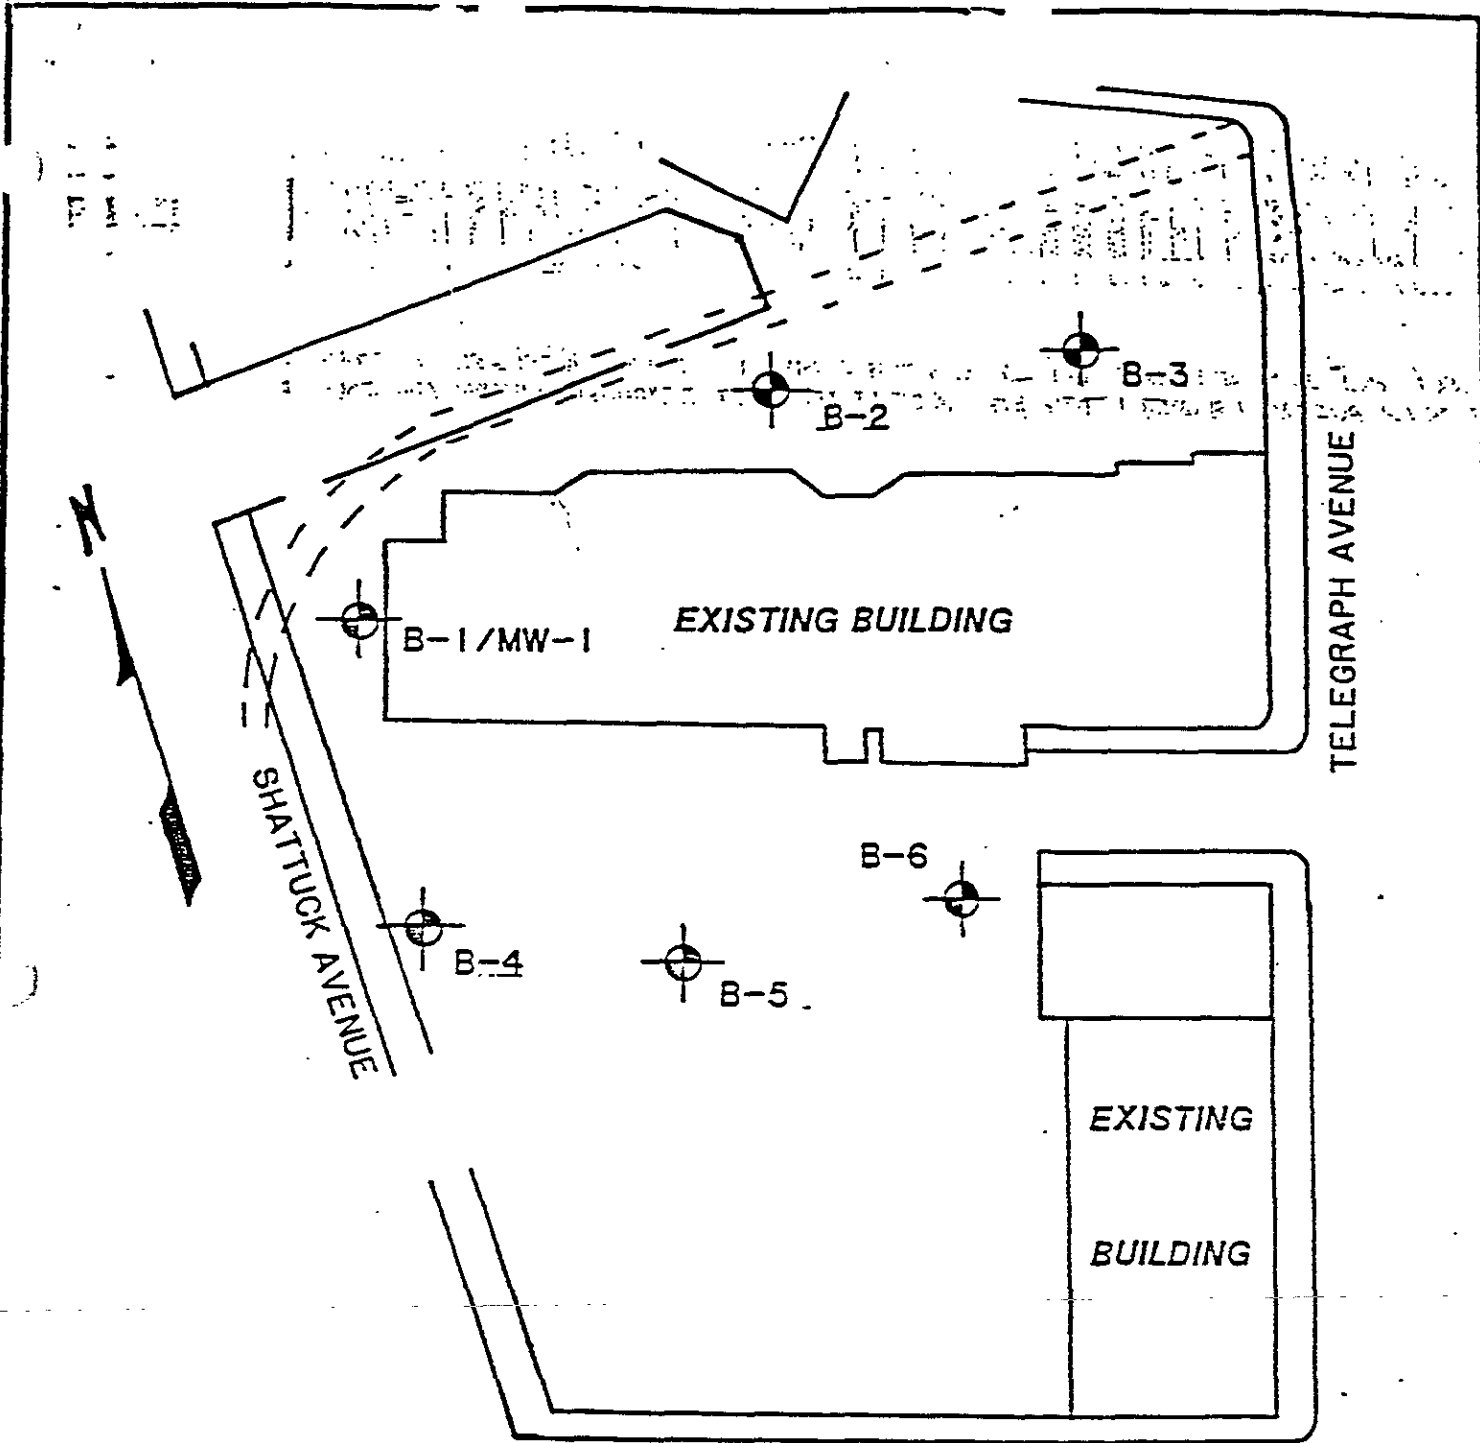 N
B-3
B-2
TELEGRAPH AVENUE
EXISTING BUILDING
B-1/MW-1
SHATTUCK AVENUE
B-6
B-4
B-5
EXISTING
BUILDING